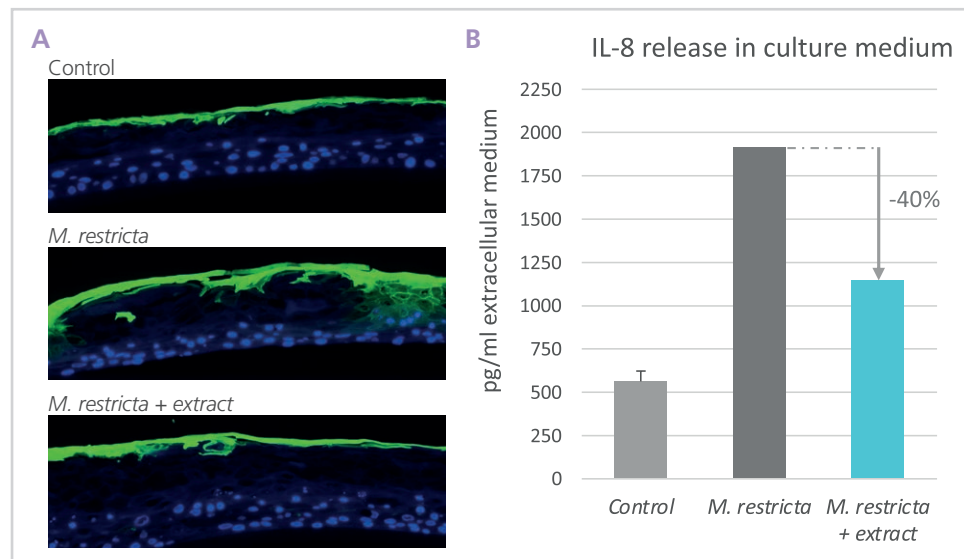 A
Control
M. restricta
M. restricta + extract
B
IL-8 release in culture medium
pg/ml extracellular medium
2250
2000
1750
1500
1250
1000
750
500
250
0
-40%
Control
M. restricta
M. restricta
+ extract